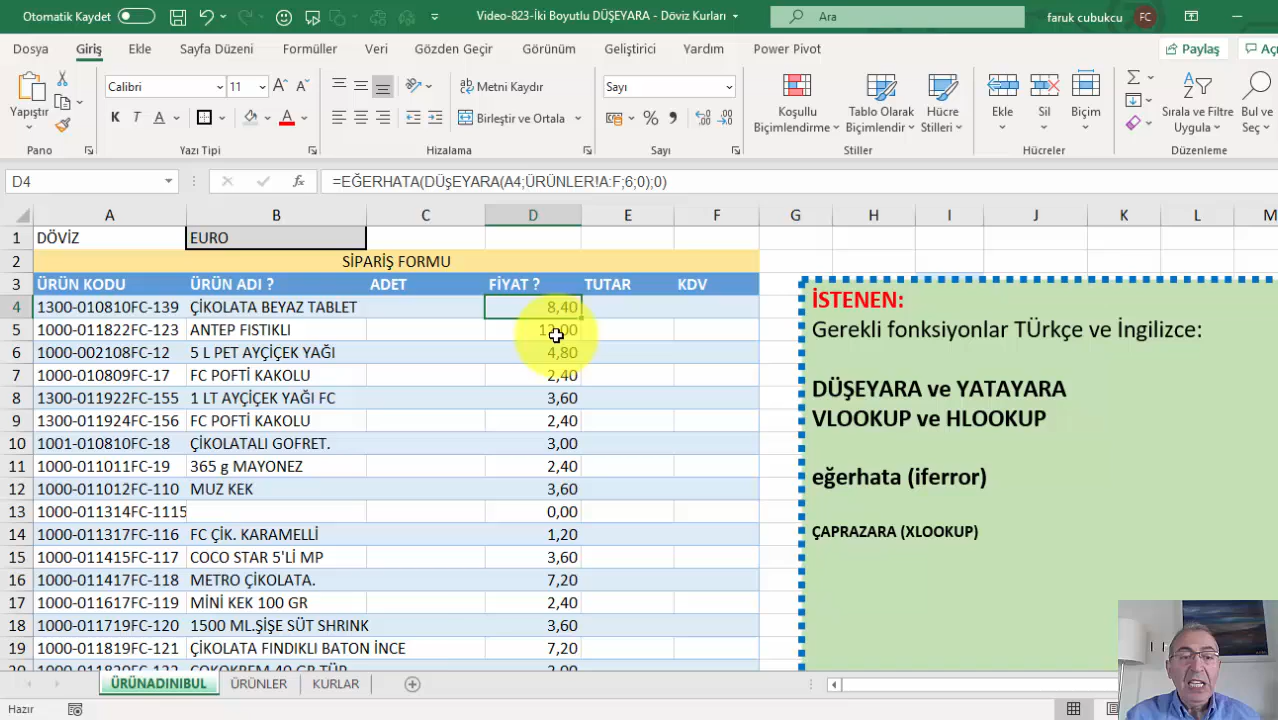 Otomatik Kaydet
Video-823-İki Boyutlu DÜŞEYARA - Döviz Kurları
Ara
faruk cubukcu
FC
Dosya Giriş Ekle Sayfa Düzeni Formüller Veri Gözden Geçir Görünüm Geliştirici Yardım Power Pivot
Paylaş
Yapıştır
Calibri 11
Metni Kaydır
Sayı
K T A
Birleştir ve Ortala
Koşullu Biçimlendirme
Tablo Olarak Biçimlendir
Hücre Stilleri
Ekle
Sil
Biçim
Sırala ve Filtre Uygula
Bul ve Seç
Pano Yazı Tipi Hizalama Sayı Stiller Hücreler Düzenleme
D4 fx =EĞERHATA(DÜŞEYARA(A4;ÜRÜNLER!A:F;6;0);0)
A B C D E F G H I J K L M
1 DÖVİZ EURO
2 SİPARİŞ FORMU
3 ÜRÜN KODU ÜRÜN ADI ? ADET FİYAT ? TUTAR KDV
4 1300-010810FC-139 ÇİKOLATA BEYAZ TABLET 8,40
5 1000-011822FC-123 ANTEP FISTIKLI 12,00
6 1000-002108FC-12 5 L PET AYÇİÇEK YAĞI 4,80
7 1000-010809FC-17 FC POFTİ KAKOLU 2,40
8 1300-011922FC-155 1 LT AYÇİÇEK YAĞI FC 3,60
9 1300-011924FC-156 FC POFTİ KAKOLU 2,40
10 1001-010810FC-18 ÇİKOLATALI GOFRET. 3,00
11 1000-011011FC-19 365 g MAYONEZ 2,40
12 1000-011012FC-110 MUZ KEK 3,60
13 1000-011314FC-1115 0,00
14 1000-011317FC-116 FC ÇİK. KARAMELLİ 1,20
15 1000-011415FC-117 COCO STAR 5'Lİ MP 3,60
16 1000-011417FC-118 METRO ÇİKOLATA. 7,20
17 1000-011617FC-119 MİNİ KEK 100 GR 2,40
18 1000-011719FC-120 1500 ML.ŞİŞE SÜT SHRINK 3,60
19 1000-011819FC-121 ÇİKOLATA FINDIKLI BATON İNCE 7,20
İSTENEN:
Gerekli fonksiyonlar TÜrkçe ve İngilizce:
DÜŞEYARA ve YATAYARA
VLOOKUP ve HLOOKUP
eğerhata (iferror)
ÇAPRAZARA (XLOOKUP)
ÜRÜNADINIBUL ÜRÜNLER KURLAR
Hazır